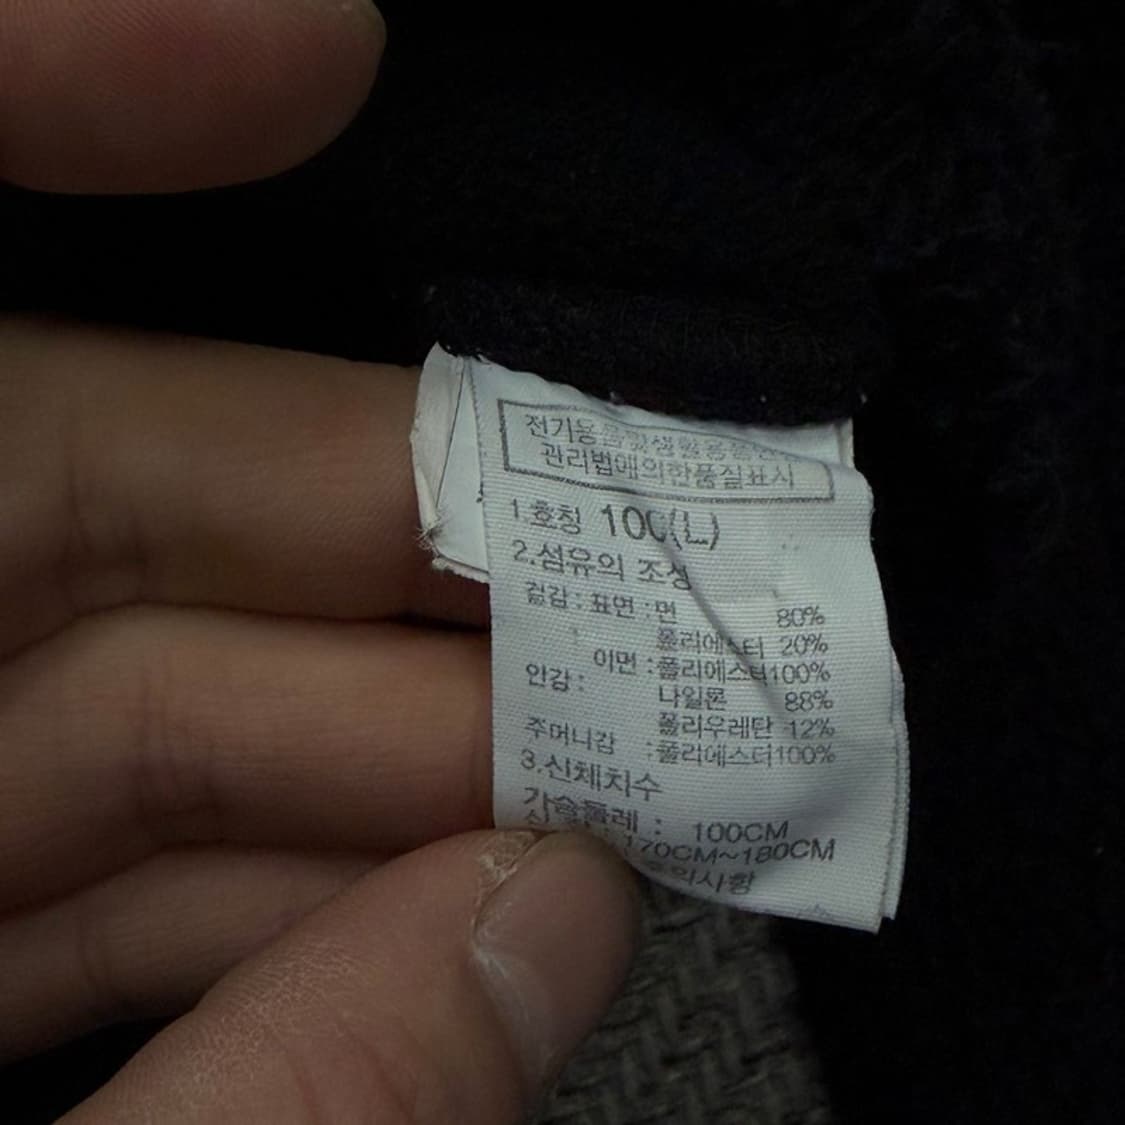 전기용품및생활용품안전
관리법에의한품질표시
1.호칭 100(L)
2.섬유의 조성
겉감 : 표면 : 면 80%
폴리에스터 20%
이면 : 폴리에스터100%
안감 : 나일론 88%
폴리우레탄 12%
주머니감 : 폴리에스터100%
3.신체치수
가슴둘레 : 100CM
: 170CM~180CM
사항